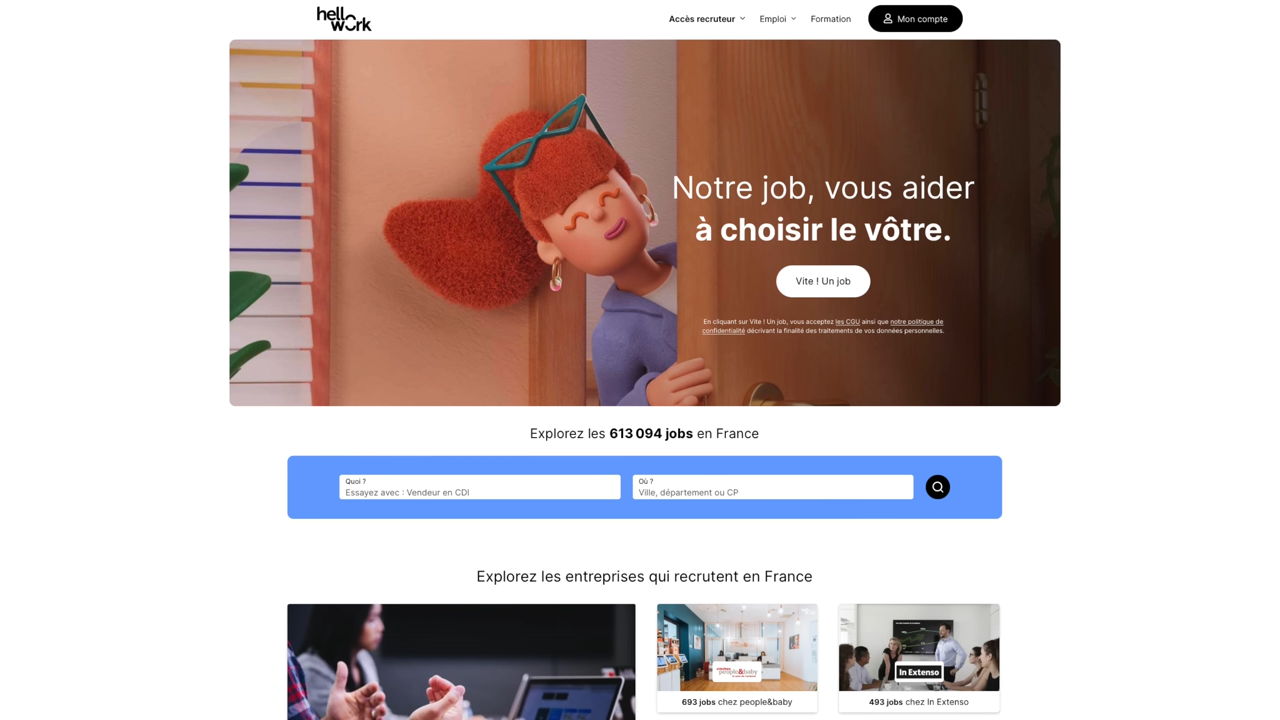 hello
work
Accès recruteur
Emploi
Formation
Mon compte
Notre job, vous aider
à choisir le vôtre.
Vite ! Un job
En cliquant sur Vite ! Un job, vous acceptez les CGU ainsi que notre politique de
confidentialité décrivant la finalité des traitements de vos données personnelles.
Explorez les 613 094 jobs en France
Quoi ?
Essayez avec : Vendeur en CDI
Où ?
Ville, département ou CP
Explorez les entreprises qui recrutent en France
people&baby
In Extenso
693 jobs chez people&baby
493 jobs chez In Extenso